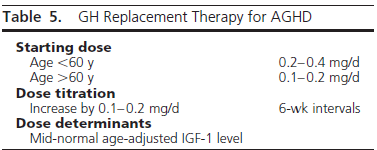 Table 5. GH Replacement Therapy for AGHD
Starting dose
Age <60 y 0.2–0.4 mg/d
Age >60 y 0.1–0.2 mg/d
Dose titration
Increase by 0.1–0.2 mg/d 6-wk intervals
Dose determinants
Mid-normal age-adjusted IGF-1 level